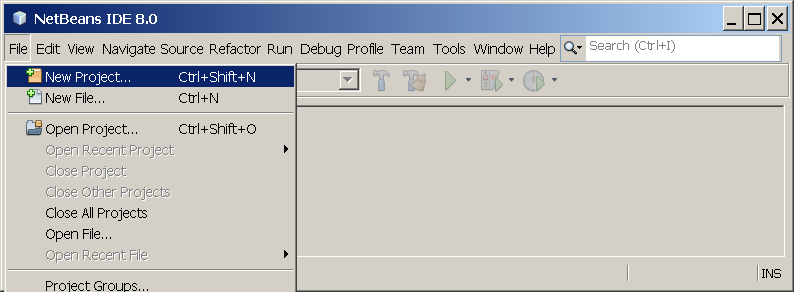 NetBeans IDE 8.0
File Edit View Navigate Source Refactor Run Debug Profile Team Tools Window Help Search (Ctrl+I)
New Project... Ctrl+Shift+N
New File... Ctrl+N
Open Project... Ctrl+Shift+O
Open Recent Project
Close Project
Close Other Projects
Close All Projects
Open File...
Open Recent File
Project Groups...
INS